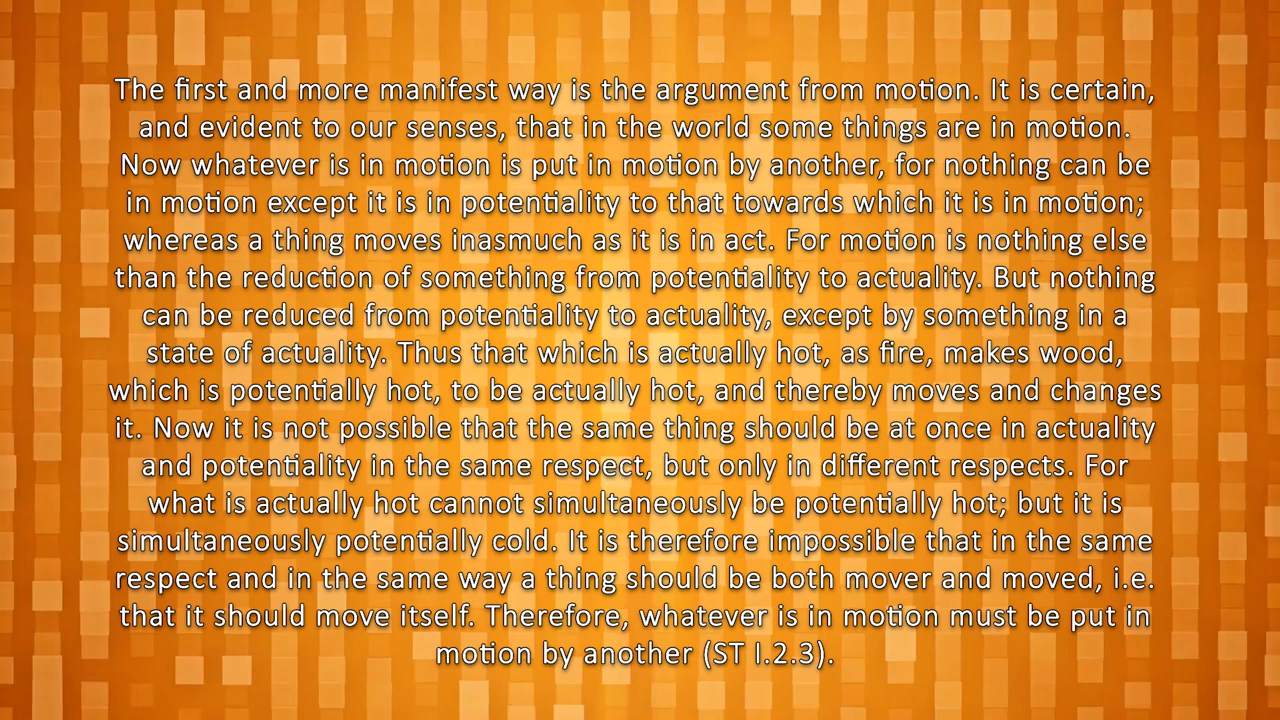 The first and more manifest way is the argument from motion. It is certain,
and evident to our senses, that in the world some things are in motion.
Now whatever is in motion is put in motion by another, for nothing can be
in motion except it is in potentiality to that towards which it is in motion;
whereas a thing moves inasmuch as it is in act. For motion is nothing else
than the reduction of something from potentiality to actuality. But nothing
can be reduced from potentiality to actuality, except by something in a
state of actuality. Thus that which is actually hot, as fire, makes wood,
which is potentially hot, to be actually hot, and thereby moves and changes
it. Now it is not possible that the same thing should be at once in actuality
and potentiality in the same respect, but only in different respects. For
what is actually hot cannot simultaneously be potentially hot; but it is
simultaneously potentially cold. It is therefore impossible that in the same
respect and in the same way a thing should be both mover and moved, i.e.
that it should move itself. Therefore, whatever is in motion must be put in
motion by another (ST I.2.3).